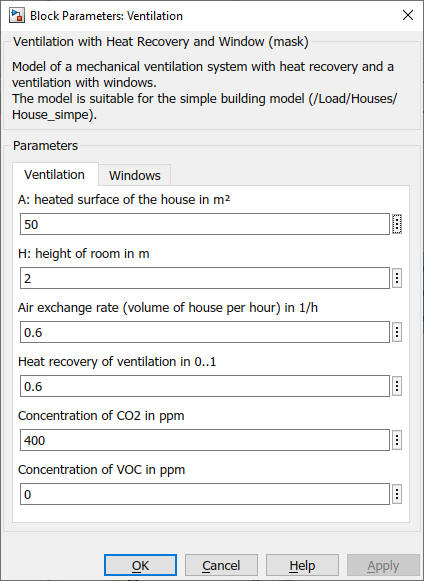 Block Parameters: Ventilation
Ventilation with Heat Recovery and Window (mask)
Model of a mechanical ventilation system with heat recovery and a
ventilation with windows.
The model is suitable for the simple building model (/Load/Houses/
House_simpe).
Parameters
Ventilation Windows
A: heated surface of the house in m²
50
H: height of room in m
2
Air exchange rate (volume of house per hour) in 1/h
0.6
Heat recovery of ventilation in 0..1
0.6
Concentration of CO2 in ppm
400
Concentration of VOC in ppm
0
OK Cancel Help Apply